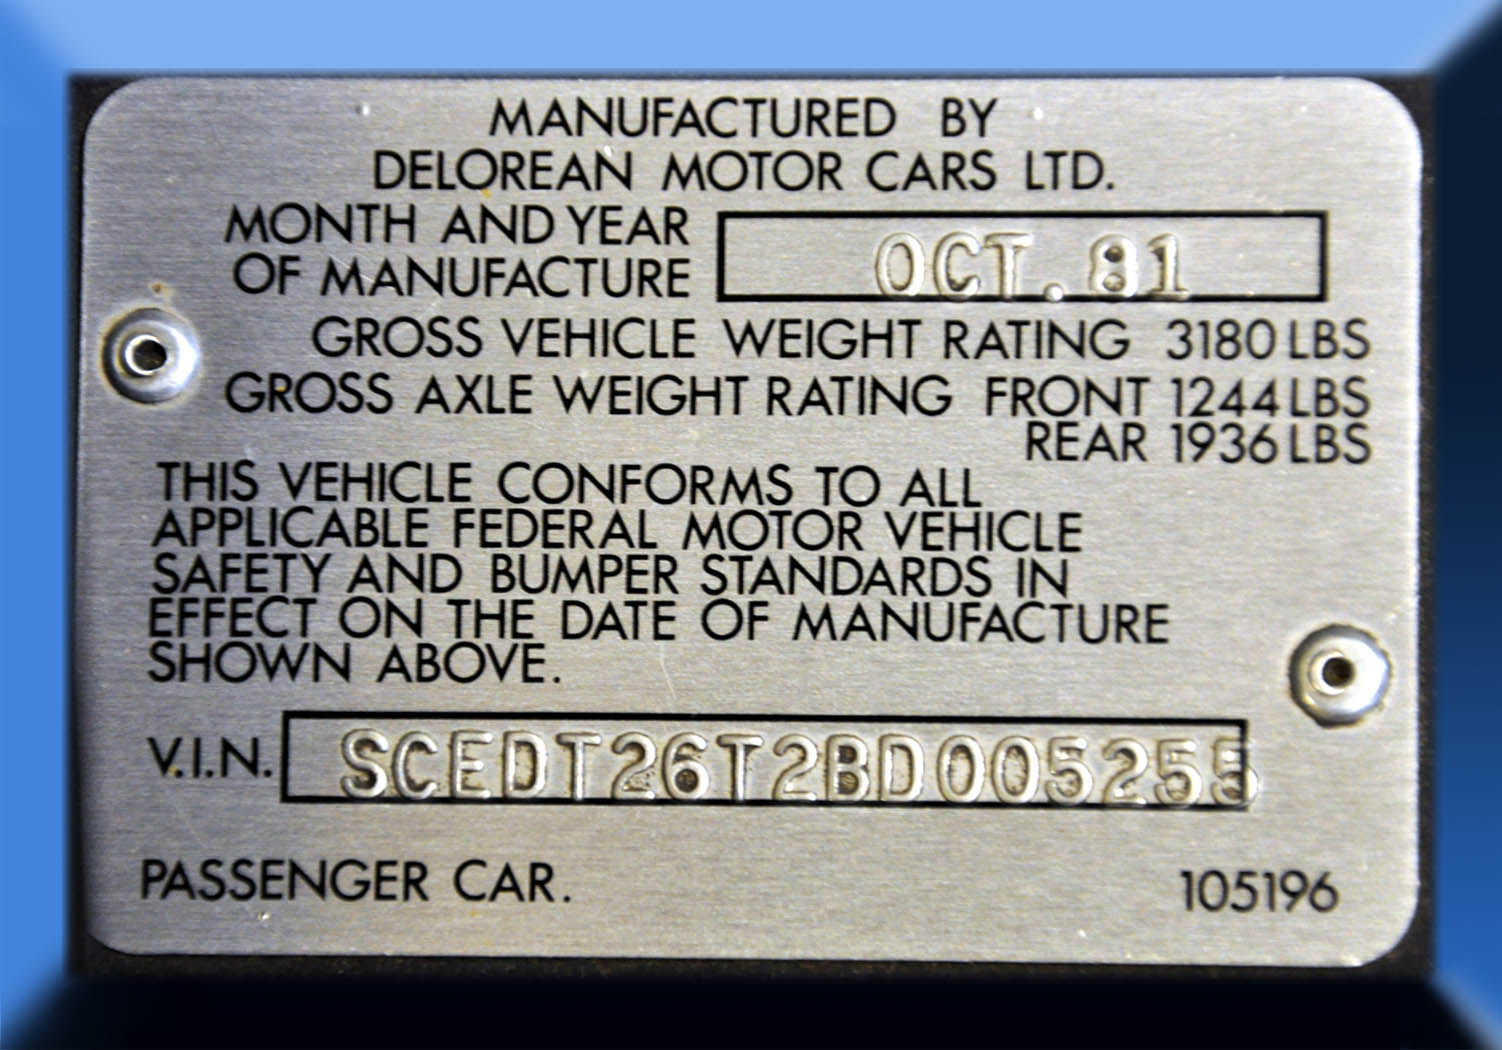 MANUFACTURED BY
DELOREAN MOTOR CARS LTD.
MONTH AND YEAR
OF MANUFACTURE OCT.81
GROSS VEHICLE WEIGHT RATING 3180 LBS
GROSS AXLE WEIGHT RATING FRONT 1244 LBS
REAR 1936 LBS
THIS VEHICLE CONFORMS TO ALL
APPLICABLE FEDERAL MOTOR VEHICLE
SAFETY AND BUMPER STANDARDS IN
EFFECT ON THE DATE OF MANUFACTURE
SHOWN ABOVE.
V.I.N. SCEDT26T2BD005255
PASSENGER CAR. 105196